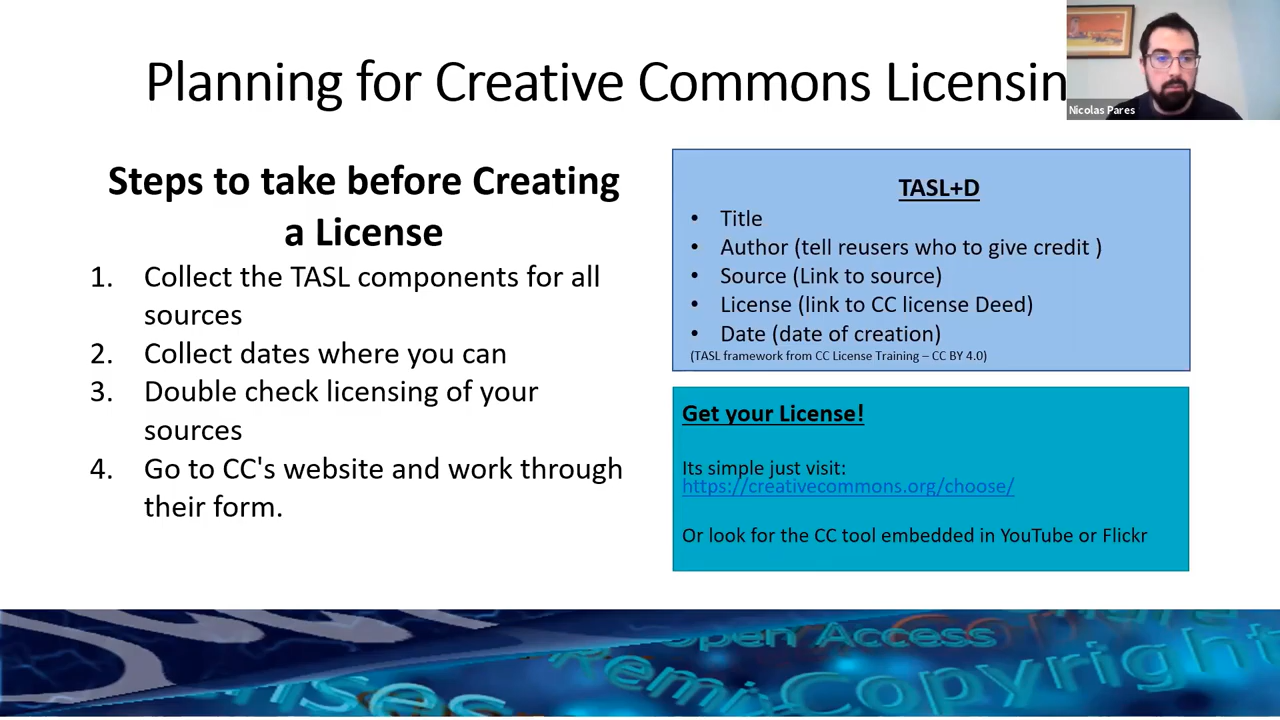 Planning for Creative Commons Licensin
Nicolas Pares
Steps to take before Creating
a License
1. Collect the TASL components for all
sources
2. Collect dates where you can
3. Double check licensing of your
sources
4. Go to CC's website and work through
their form.
TASL+D
• Title
• Author (tell reusers who to give credit )
• Source (Link to source)
• License (link to CC license Deed)
• Date (date of creation)
(TASL framework from CC License Training – CC BY 4.0)
Get your License!
Its simple just visit:
https://creativecommons.org/choose/
Or look for the CC tool embedded in YouTube or Flickr
Open Access
Copyright